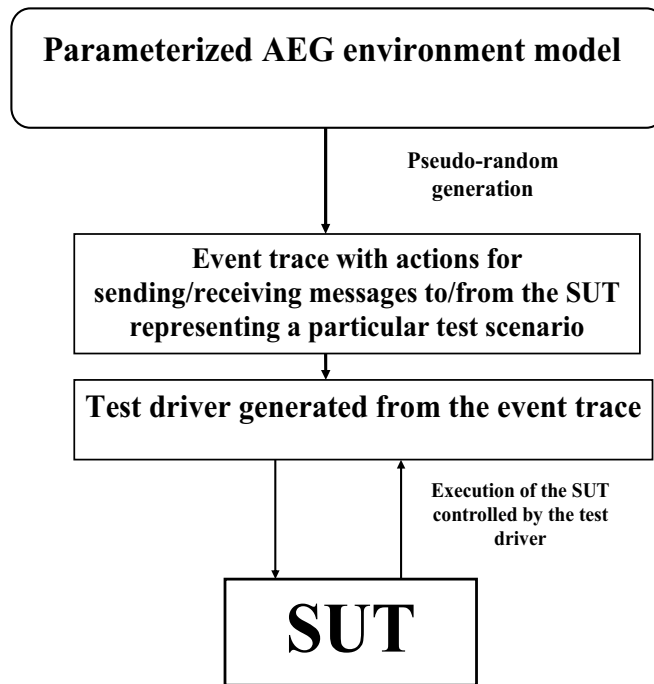 Parameterized AEG environment model
Pseudo-random
generation
Event trace with actions for
sending/receiving messages to/from the SUT
representing a particular test scenario
Test driver generated from the event trace
Execution of the SUT
controlled by the test
driver
SUT